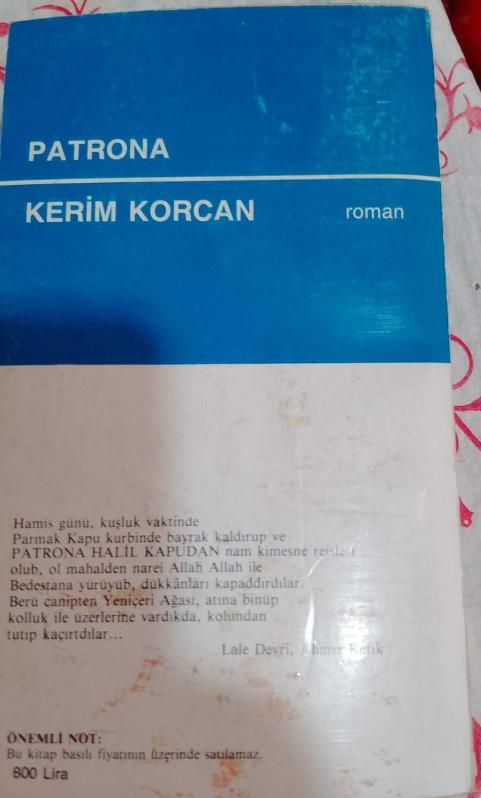 PATRONA
KERİM KORCAN
roman
Hamis günü, kuşluk vaktinde
Parmak Kapu kurbinde bayrak kaldırup ve
PATRONA HALİL KAPUDAN nam kimesne reisleri
olub, ol mahalden narei Allah Allah ile
Bedestana yürüyüb, dükkânları kapaddırdılar.
Berü canipten Yeniçeri Ağası, atına binüp
kolluk ile üzerlerine vardıkda, kolundan
tutıp kaçırtdılar...
Lale Devri, Ahmet Refik
ÖNEMLİ NOT:
Bu kitap basılı fiyatının üzerinde satılamaz.
800 Lira